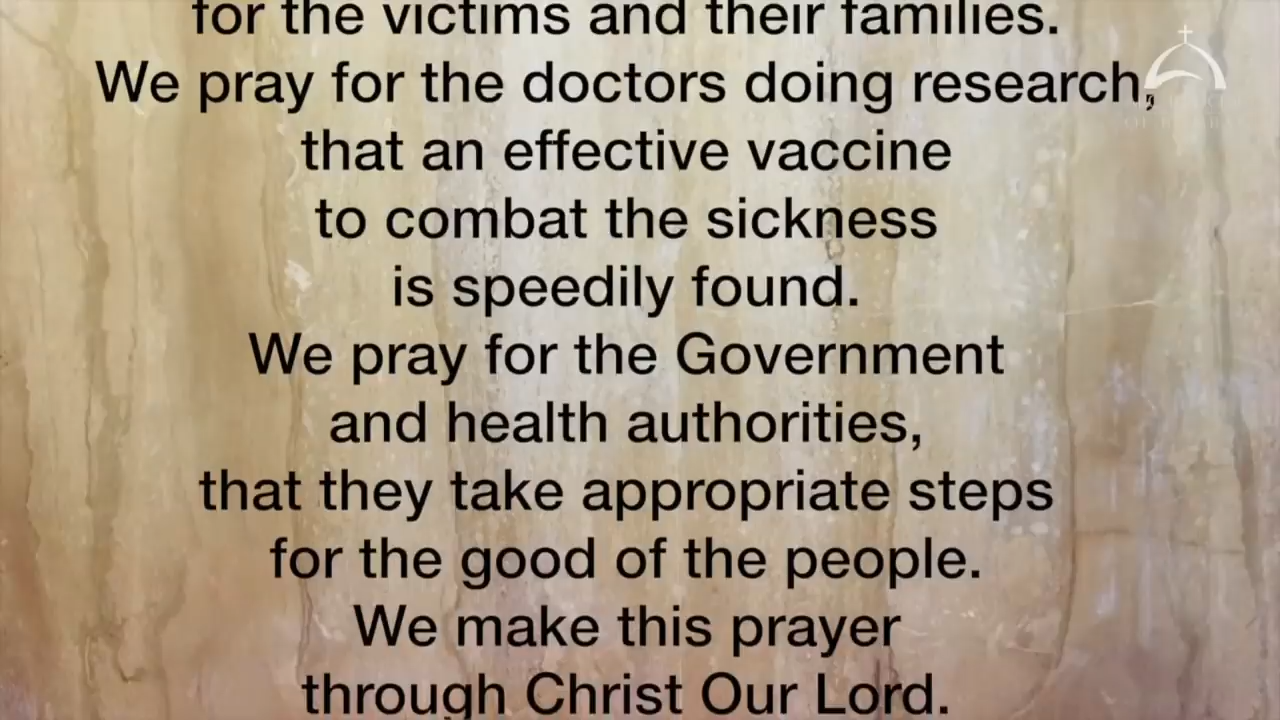 for the victims and their families.
We pray for the doctors doing research,
that an effective vaccine
to combat the sickness
is speedily found.
We pray for the Government
and health authorities,
that they take appropriate steps
for the good of the people.
We make this prayer
through Christ Our Lord.